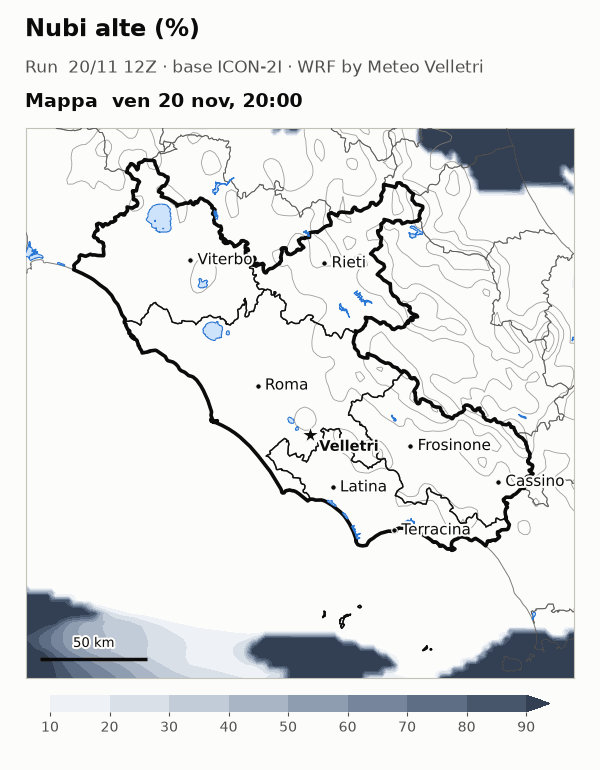 Nubi alte (%)
Run  20/11 12Z · base ICON-2I · WRF by Meteo Velletri
Mappa  ven 20 nov, 20:00
Viterbo
Rieti
Roma
Velletri
Frosinone
Cassino
Latina
Terracina
50 km
10 20 30 40 50 60 70 80 90